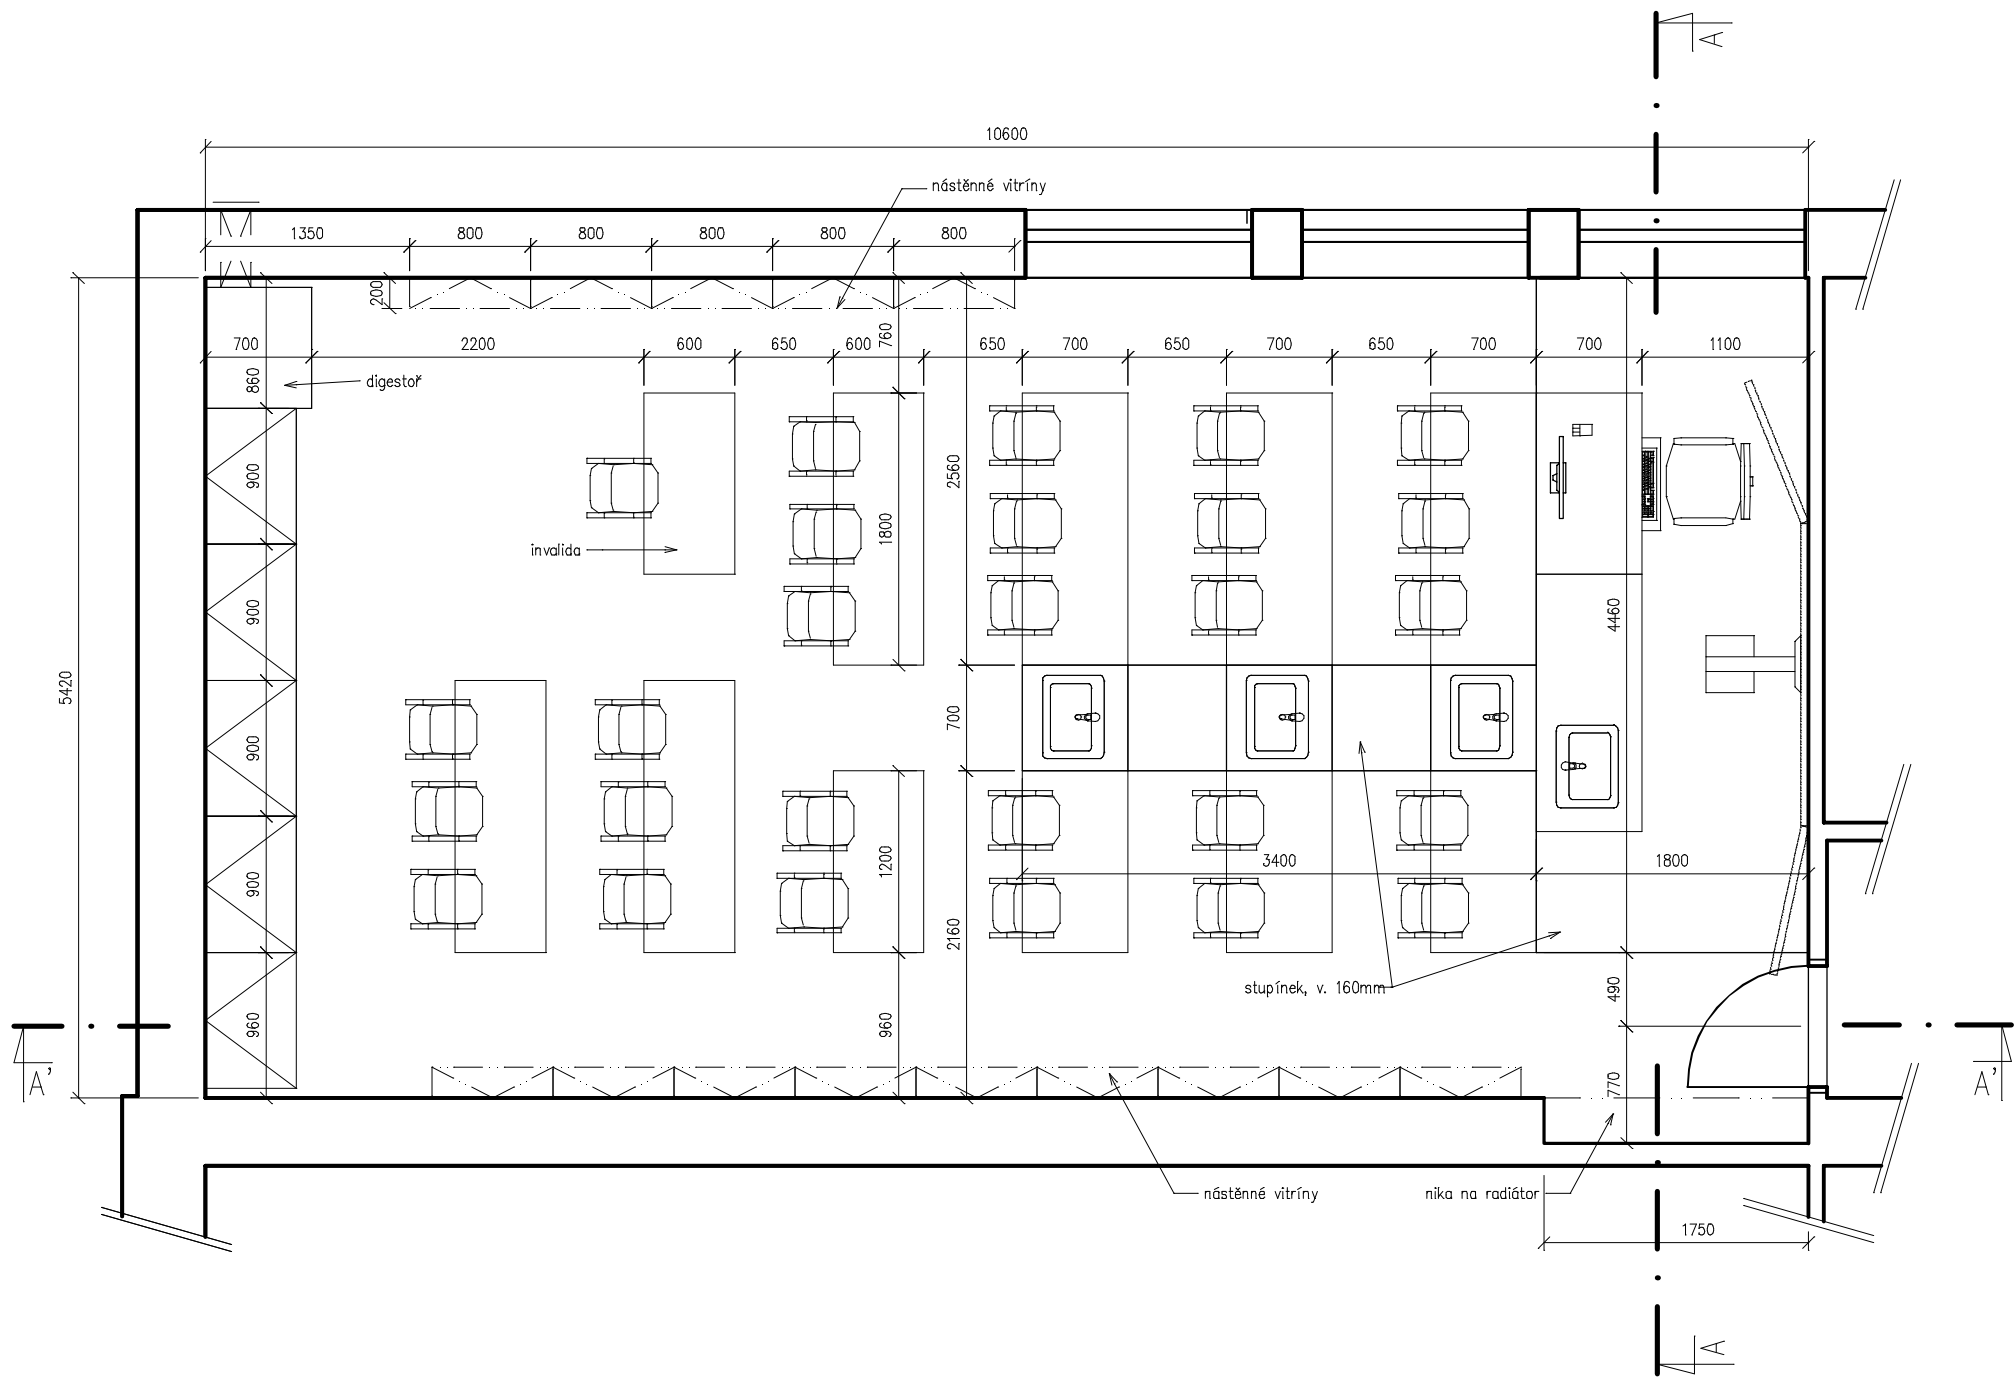 A
10600
nástěnné vitríny
1350 800 800 800 800 800
200
760
700 2200 600 650 600 650 700 650 700 650 700 700 1100
860
digestoř
900
2560
1800
invalida
900
4460
5420
900
700
900
1200
3400
1800
2160
stupínek, v. 160mm
490
960
960
A'
A'
770
nástěnné vitríny
nika na radiátor
1750
A